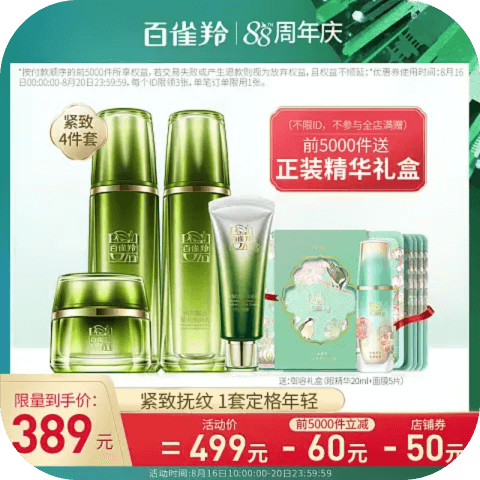 百雀羚 88TH周年庆
*按付款顺序的前5000件所享权益,若交易失败或产生退款则视为放弃权益,且权益不顺延;*优惠券使用时间:8月16
日00:00:00-8月20日23:59:59,每个ID限领3张,单笔订单限用1张。
紧致
4件套
(不限ID,不参与全店满赠)
前5000件送
正装精华礼盒
百雀羚
百雀羚
百雀羚
百雀羚
送:御容礼盒(眼精华20ml+面膜5片)
限量到手价:
389元
紧致抚纹 1套定格年轻
活动价
前5000件立减
店铺券
=499元-60元-50元
活动时间:8月16日10:00:00-20日23:59:59